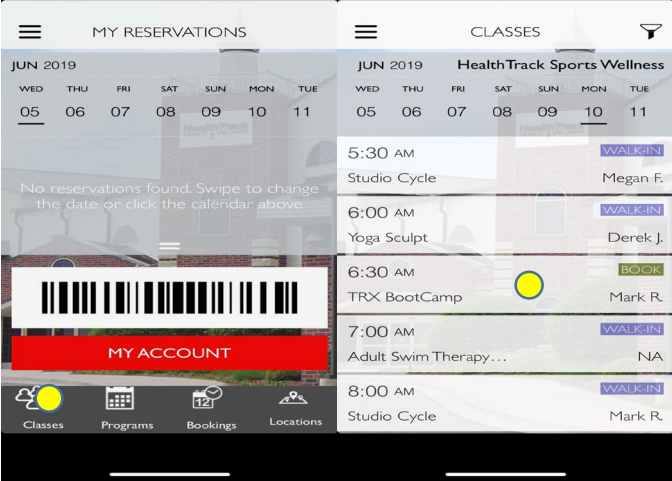 MY RESERVATIONS
JUN 2019
WED THU FRI SAT SUN MON TUE
05 06 07 08 09 10 11
HealthTrack
No reservations found. Swipe to change
the date or click the calendar above
MY ACCOUNT
12
Classes Programs Bookings Locations
CLASSES
JUN 2019 HealthTrack Sports Wellness
WED THU FRI SAT SUN MON TUE
05 06 07 08 09 10 11
HealthTrack
5:30 AM WALK-IN
Studio Cycle Megan F.
6:00 AM WALK-IN
Yoga Sculpt Derek J.
6:30 AM BOOK
TRX BootCamp Mark R.
7:00 AM WALK-IN
Adult Swim Therapy... NA
8:00 AM WALK-IN
Studio Cycle Mark R.